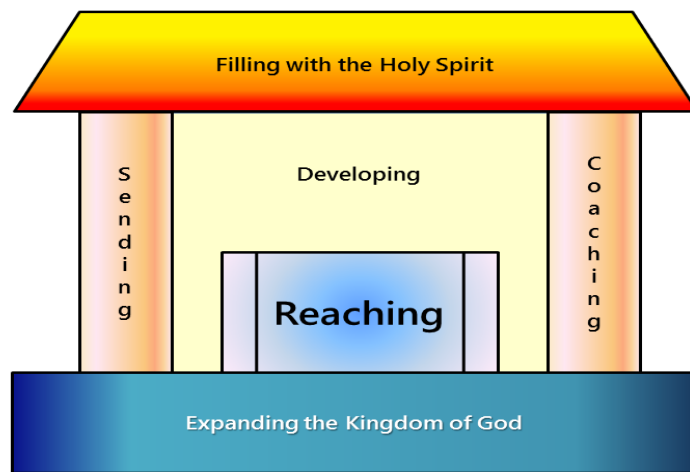 Filling with the Holy Spirit
Sending
Developing
Coaching
Reaching
Expanding the Kingdom of God